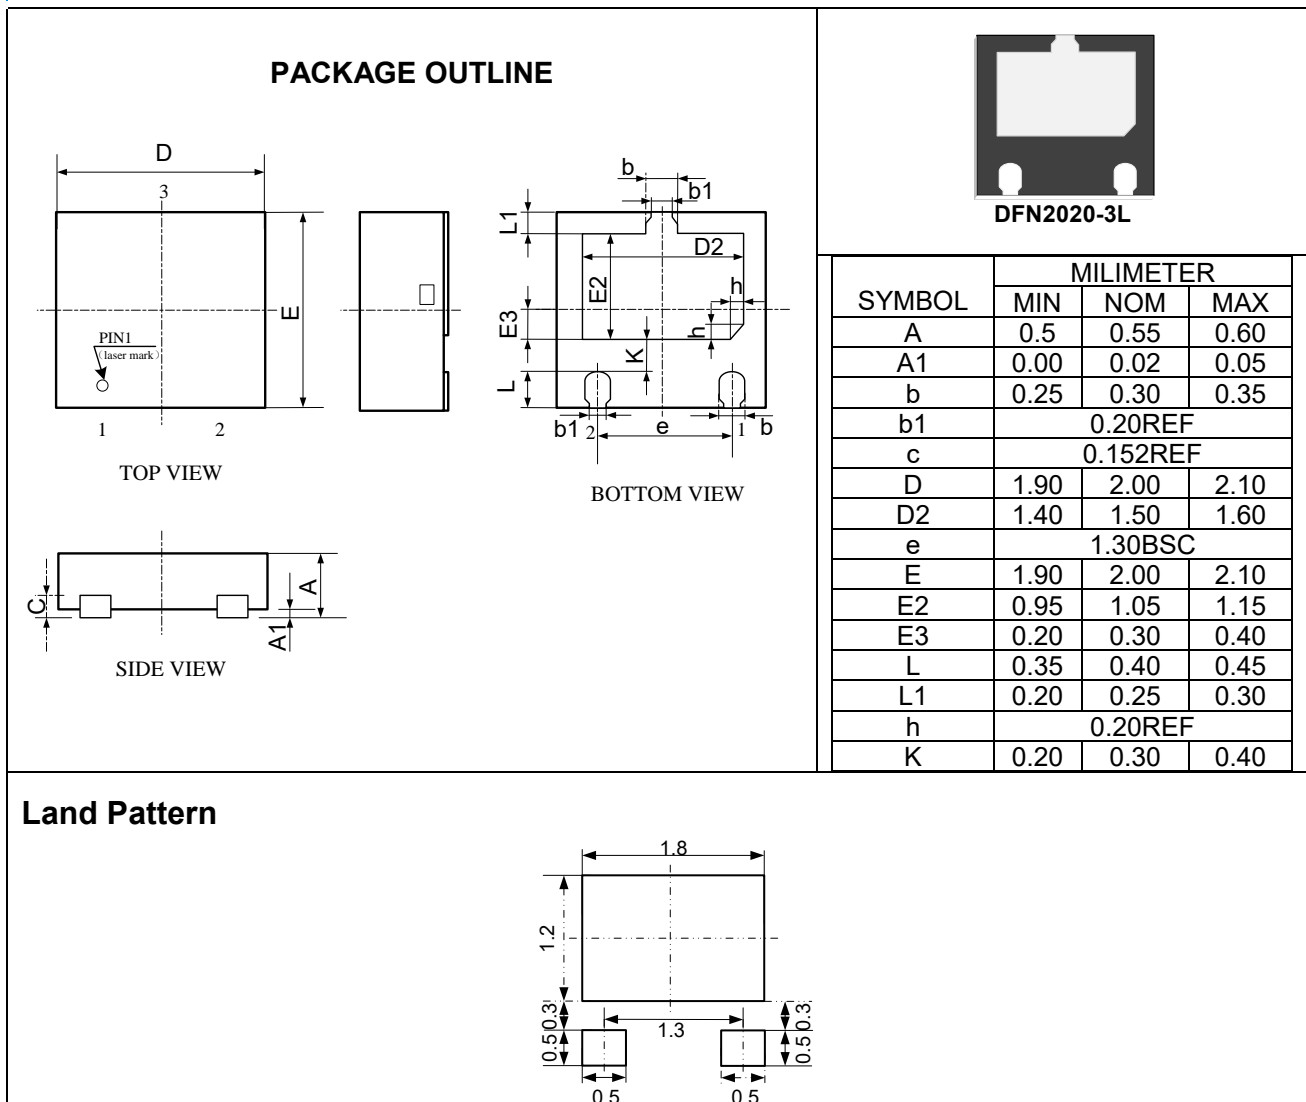 PACKAGE OUTLINE
D
3
E
PIN1
(laser mark)
1 2
TOP VIEW
b
b1
L1
D2
E2
h
E3
h
K
L
b1 2 e 1 b
BOTTOM VIEW
C
A
A1
SIDE VIEW
DFN2020-3L
SYMBOL MILIMETER
MIN NOM MAX
A 0.5 0.55 0.60
A1 0.00 0.02 0.05
b 0.25 0.30 0.35
b1 0.20REF
c 0.152REF
D 1.90 2.00 2.10
D2 1.40 1.50 1.60
e 1.30BSC
E 1.90 2.00 2.10
E2 0.95 1.05 1.15
E3 0.20 0.30 0.40
L 0.35 0.40 0.45
L1 0.20 0.25 0.30
h 0.20REF
K 0.20 0.30 0.40
Land Pattern
1.8
1.2
0.3 1.3 0.3
0.5 0.5
0.5 0.5